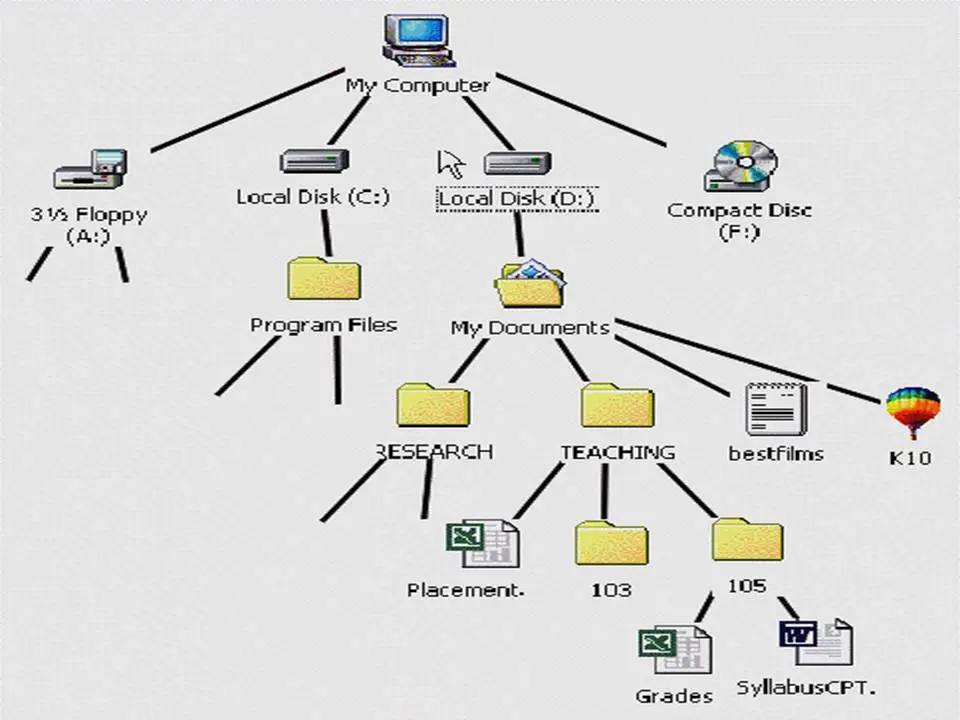 My Computer
3½ Floppy
(A:)
Local Disk (C:)
Local Disk (D:)
Compact Disc
(F:)
Program Files
My Documents
RESEARCH
TEACHING
bestfilms
K10
Placement.
103
105
Grades
SyllabusCPT.